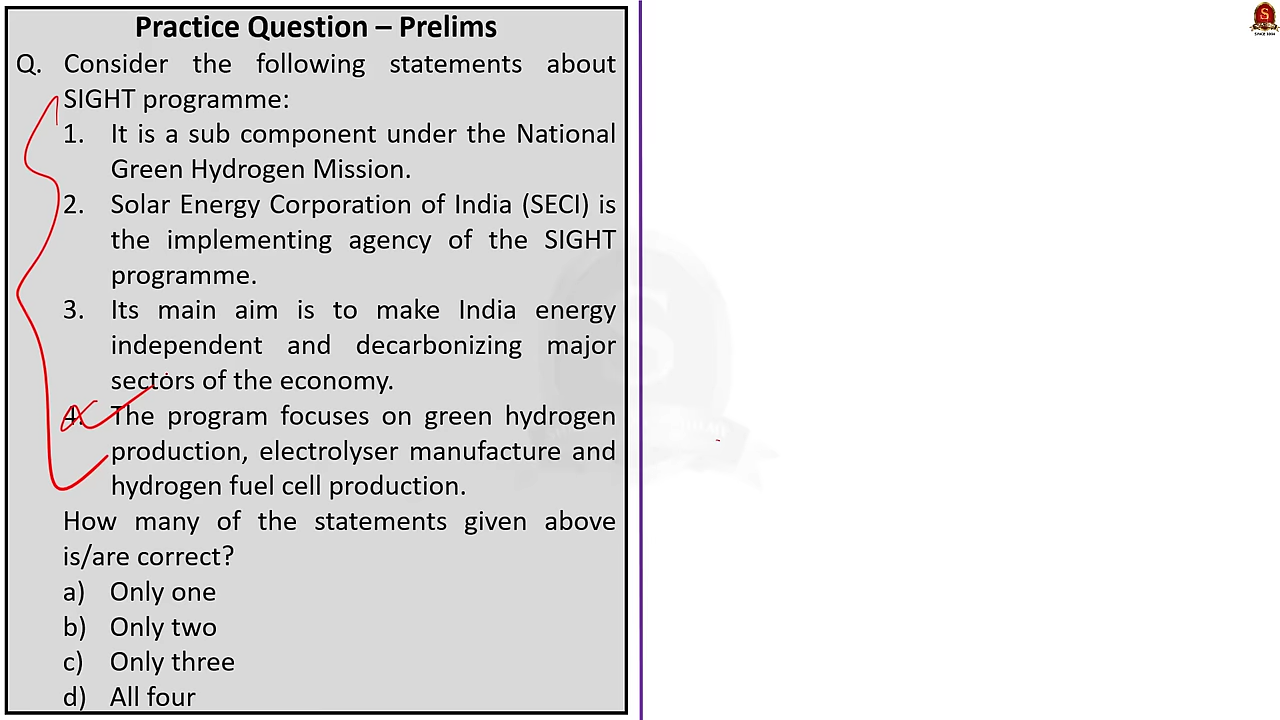 Practice Question – Prelims
Q. Consider the following statements about
SIGHT programme:
1. It is a sub component under the National
Green Hydrogen Mission.
2. Solar Energy Corporation of India (SECI) is
the implementing agency of the SIGHT
programme.
3. Its main aim is to make India energy
independent and decarbonizing major
sectors of the economy.
4. The program focuses on green hydrogen
production, electrolyser manufacture and
hydrogen fuel cell production.
How many of the statements given above
is/are correct?
a) Only one
b) Only two
c) Only three
d) All four